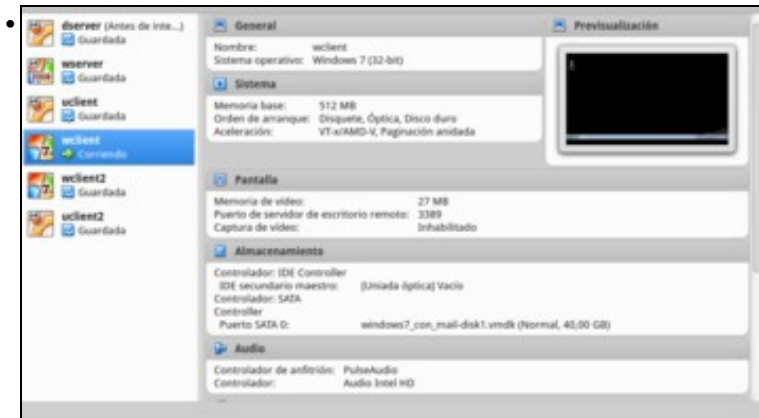 dserver (Antes de inte...)
Guardada
wserver
Guardada
uclient
Guardada
wclient
Corriendo
wclient2
Guardada
uclient2
Guardada
General
Nombre: wclient
Sistema operativo: Windows 7 (32-bit)
Sistema
Memoria base: 512 MB
Orden de arranque: Disquete, Óptica, Disco duro
Aceleración: VT-x/AMD-V, Paginación anidada
Previsualización
Pantalla
Memoria de vídeo: 27 MB
Puerto de servidor de escritorio remoto: 3389
Captura de vídeo: Inhabilitado
Almacenamiento
Controlador: IDE Controller
IDE secundario maestro: [Uniada óptica] Vacío
Controlador: SATA
Controller
Puerto SATA 0: windows7_con_mail-disk1.vmdk (Normal, 40,00 GB)
Audio
Controlador de anfitrión: PulseAudio
Controlador: Audio Intel HD